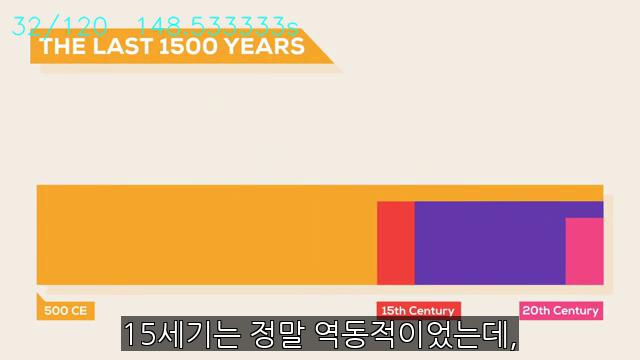 32/120 148.533333s
THE LAST 1500 YEARS
500 CE
15th Century
20th Century
15세기는 정말 역동적이었는데,